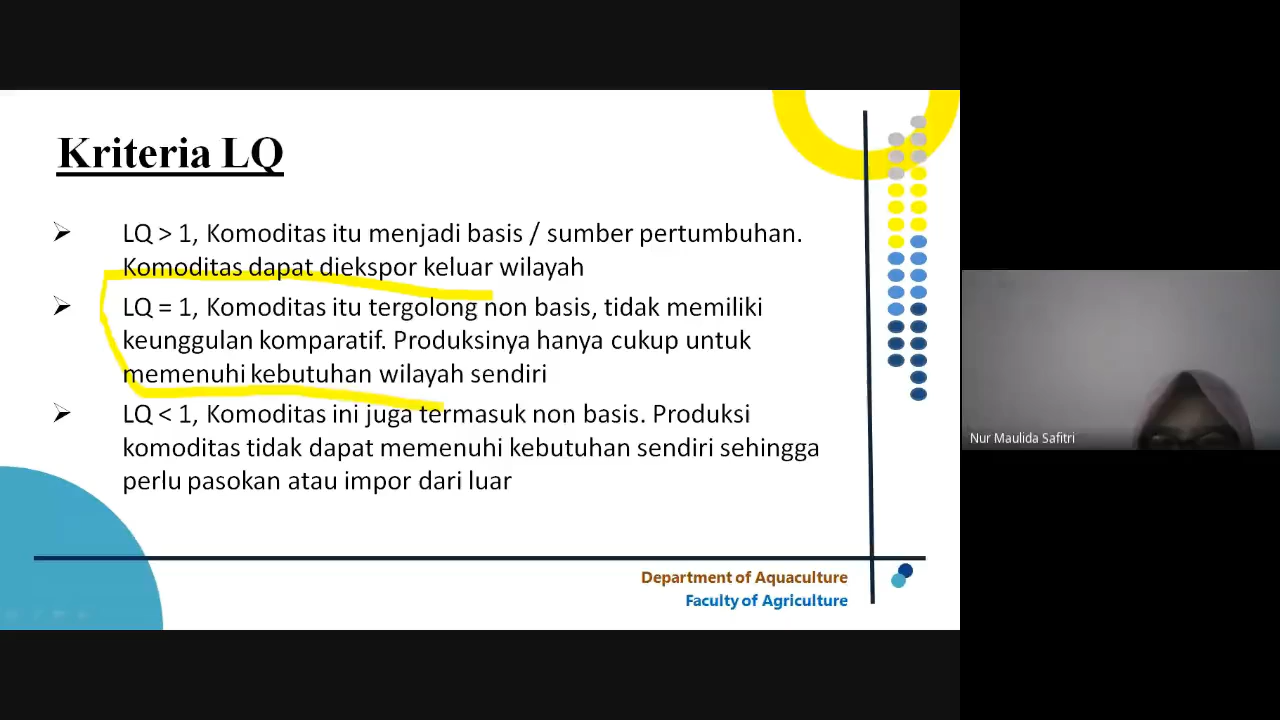 Kriteria LQ
LQ > 1, Komoditas itu menjadi basis / sumber pertumbuhan.
Komoditas dapat diekspor keluar wilayah
LQ = 1, Komoditas itu tergolong non basis, tidak memiliki
keunggulan komparatif. Produksinya hanya cukup untuk
memenuhi kebutuhan wilayah sendiri
LQ < 1, Komoditas ini juga termasuk non basis. Produksi
komoditas tidak dapat memenuhi kebutuhan sendiri sehingga
perlu pasokan atau impor dari luar
Department of Aquaculture
Faculty of Agriculture
Nur Maulida Safitri